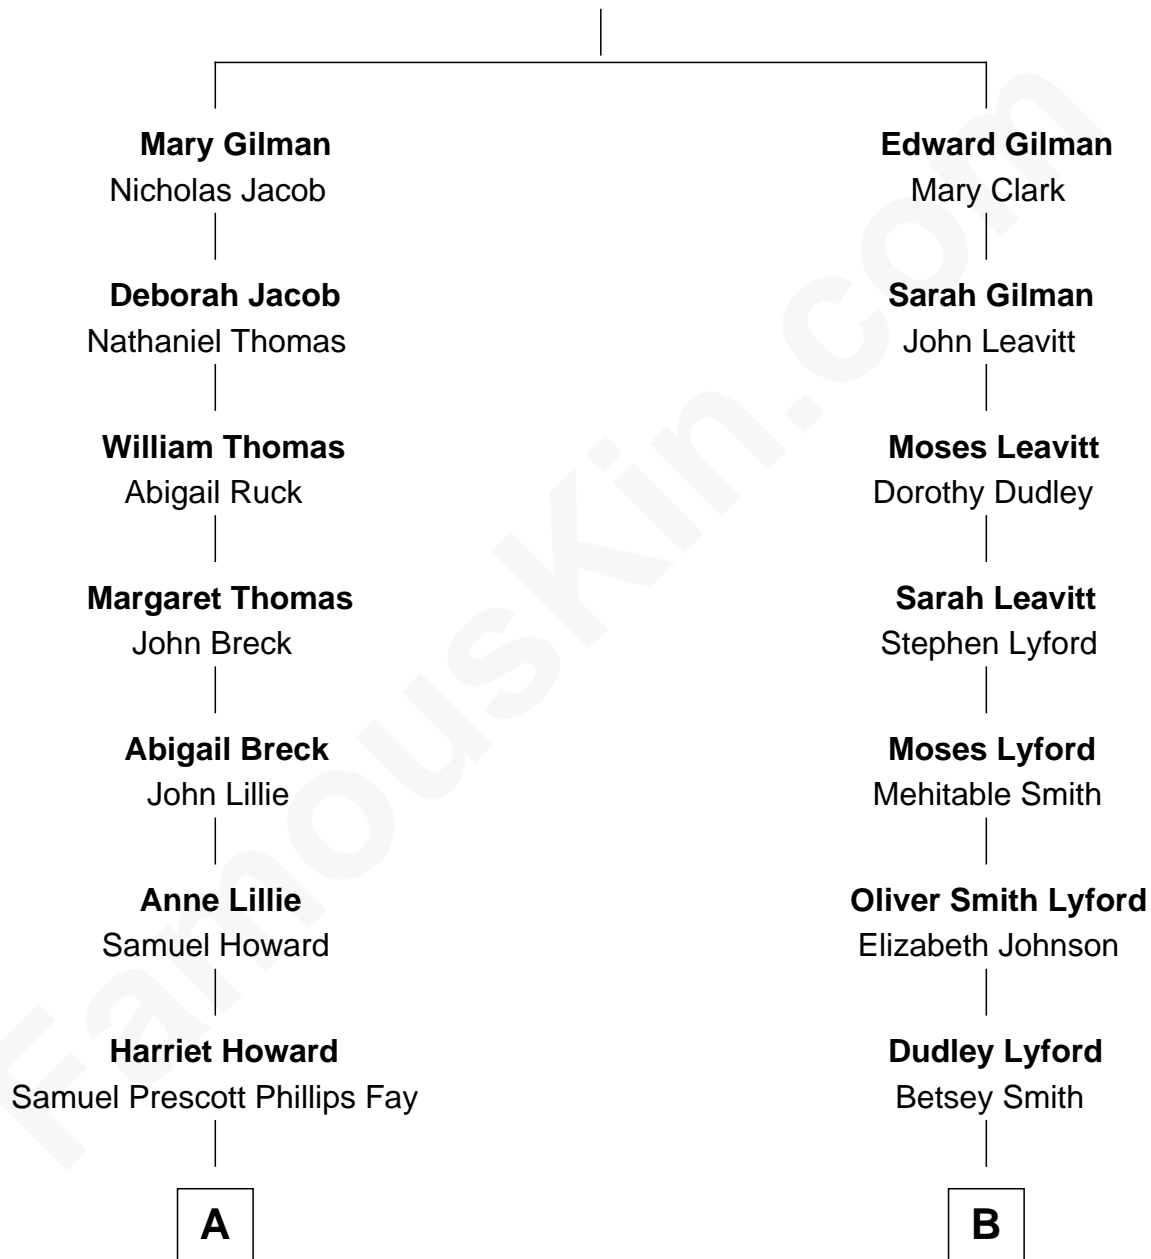 Mary Gilman
Nicholas Jacob
Deborah Jacob
Nathaniel Thomas
William Thomas
Abigail Ruck
Margaret Thomas
John Breck
Abigail Breck
John Lillie
Anne Lillie
Samuel Howard
Harriet Howard
Samuel Prescott Phillips Fay
A
Edward Gilman
Mary Clark
Sarah Gilman
John Leavitt
Moses Leavitt
Dorothy Dudley
Sarah Leavitt
Stephen Lyford
Moses Lyford
Mehitable Smith
Oliver Smith Lyford
Elizabeth Johnson
Dudley Lyford
Betsey Smith
B
FamousKin.com